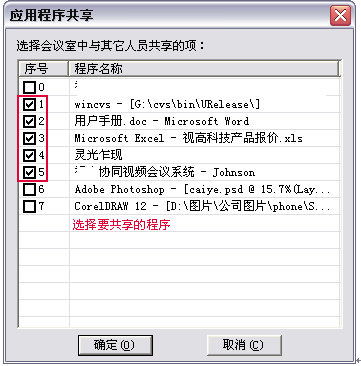 应用程序共享
选择会议室中与其它人员共享的项：
序号 程序名称
0
1 wincvs - [G:\cvs\bin\URelease\]
2 用户手册.doc - Microsoft Word
3 Microsoft Excel - 视高科技产品报价.xls
4 灵光乍现
5 协同视频会议系统 - Johnson
6 Adobe Photoshop - [caiye.psd @ 15.7%(Lay...
7 CorelDRAW 12 - [D:\图片\公司图片\phone\S...
选择要共享的程序
确定(O) 取消(C)